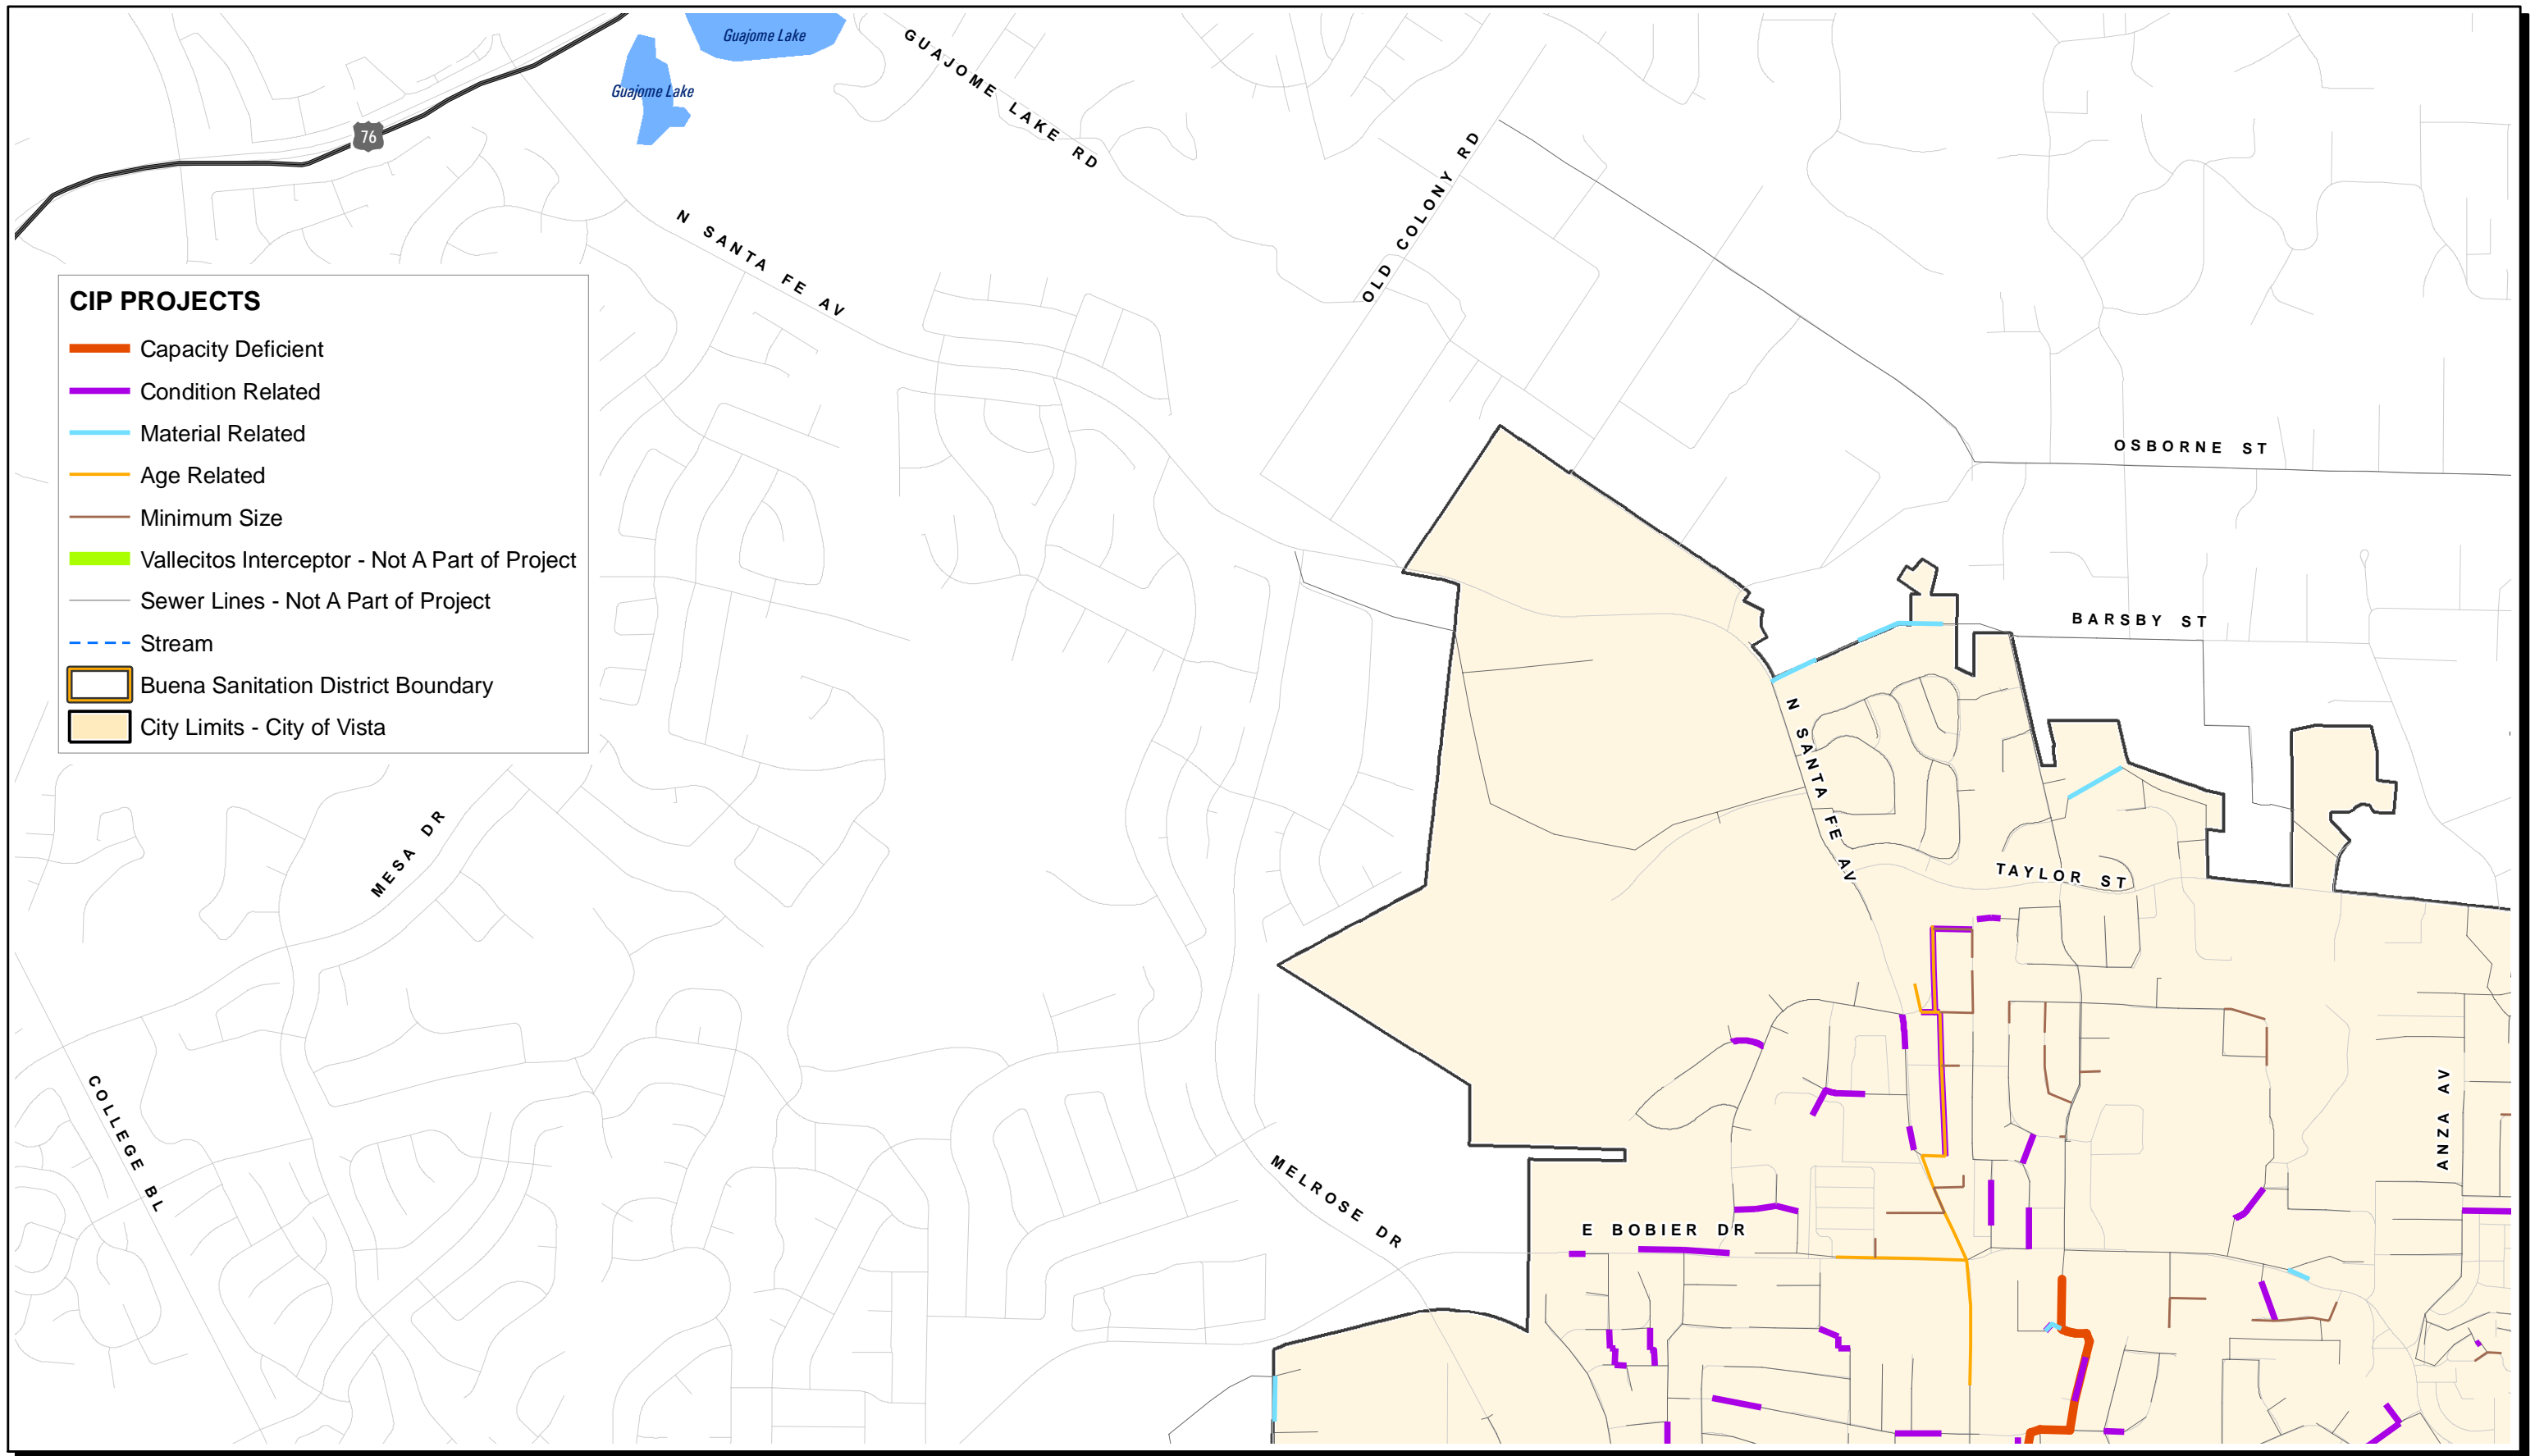 Guajome Lake
Guajome Lake
GUAJOME LAKE RD
76
OLD COLONY RD
N SANTA FE AV
CIP PROJECTS
Capacity Deficient
Condition Related
Material Related
Age Related
Minimum Size
Vallecitos Interceptor - Not A Part of Project
Sewer Lines - Not A Part of Project
Stream
Buena Sanitation District Boundary
City Limits - City of Vista
OSBORNE ST
BARSBY ST
N SANTA FE AV
MESA DR
TAYLOR ST
COLLEGE BL
ANZA AV
MELROSE DR
E BOBIER DR